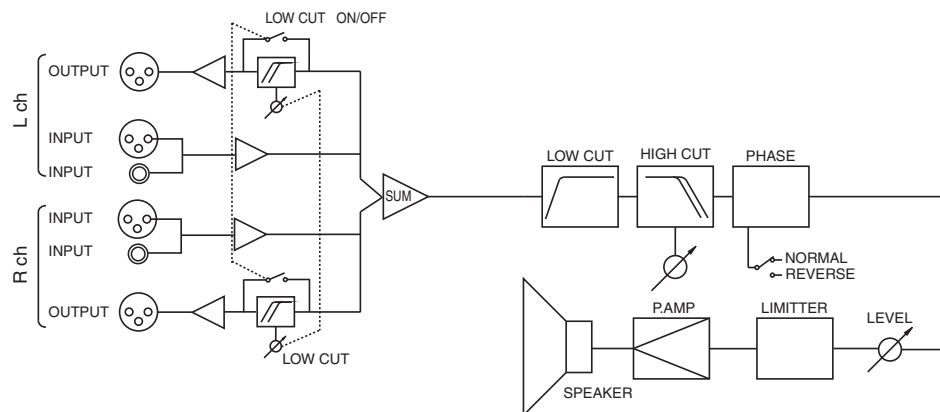 LOW CUT ON/OFF
L ch
OUTPUT
INPUT
INPUT
R ch
INPUT
INPUT
OUTPUT
LOW CUT
SUM
LOW CUT
HIGH CUT
PHASE
NORMAL
REVERSE
P.AMP
LIMITTER
LEVEL
SPEAKER